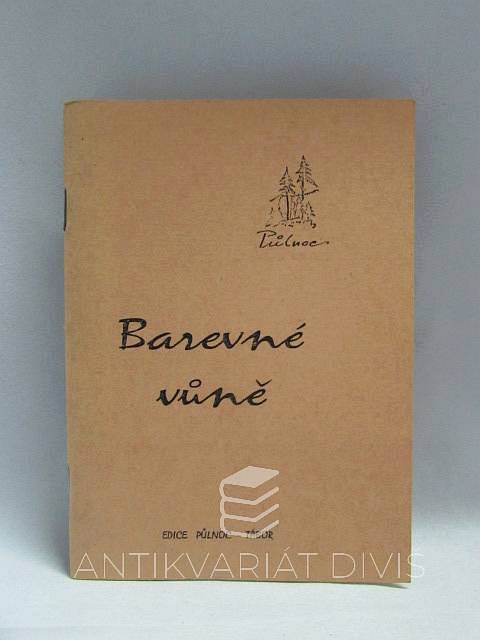 Půlnoc
Barevné
vůně
EDICE PŮLNOC TÁBOR
ANTIKVARIÁT DIVIS